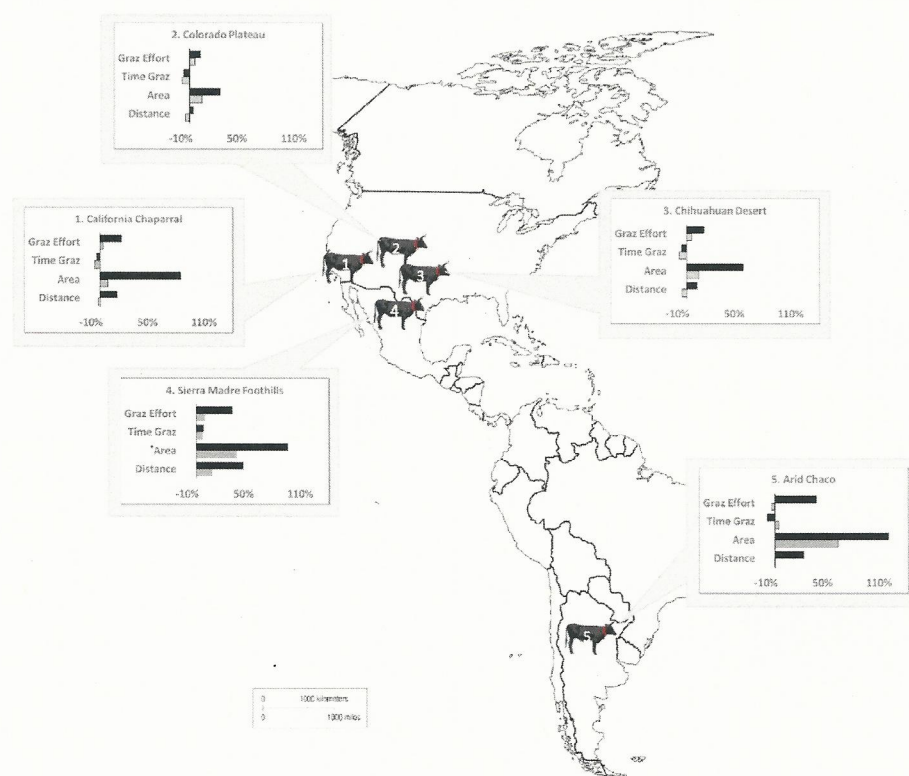 2. Colorado Plateau
Graz Effort
Time Graz
Area
Distance
-10% 50% 110%
1. California Chaparral
Graz Effort
Time Graz
Area
Distance
-10% 50% 110%
3. Chihuahuan Desert
Graz Effort
Time Graz
Area
Distance
-10% 50% 110%
4. Sierra Madre Foothills
Graz Effort
Time Graz
*Area
Distance
-10% 50% 110%
5. Arid Chaco
Graz Effort
Time Graz
Area
Distance
-10% 50% 110%
1
2
3
4
5
0 1000 kilometers
0 1000 miles